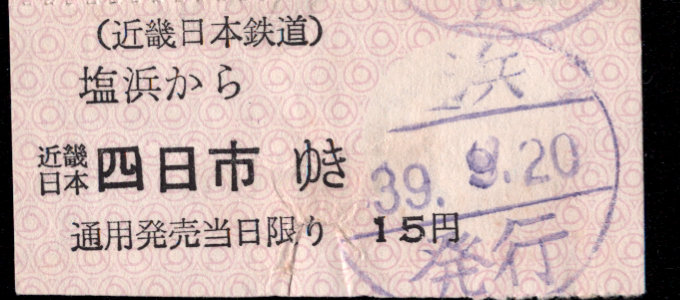 (近畿日本鉄道)
塩浜から
近畿日本 四日市 ゆき
通用発売当日限り 15円
浜
39. 9.20
発行